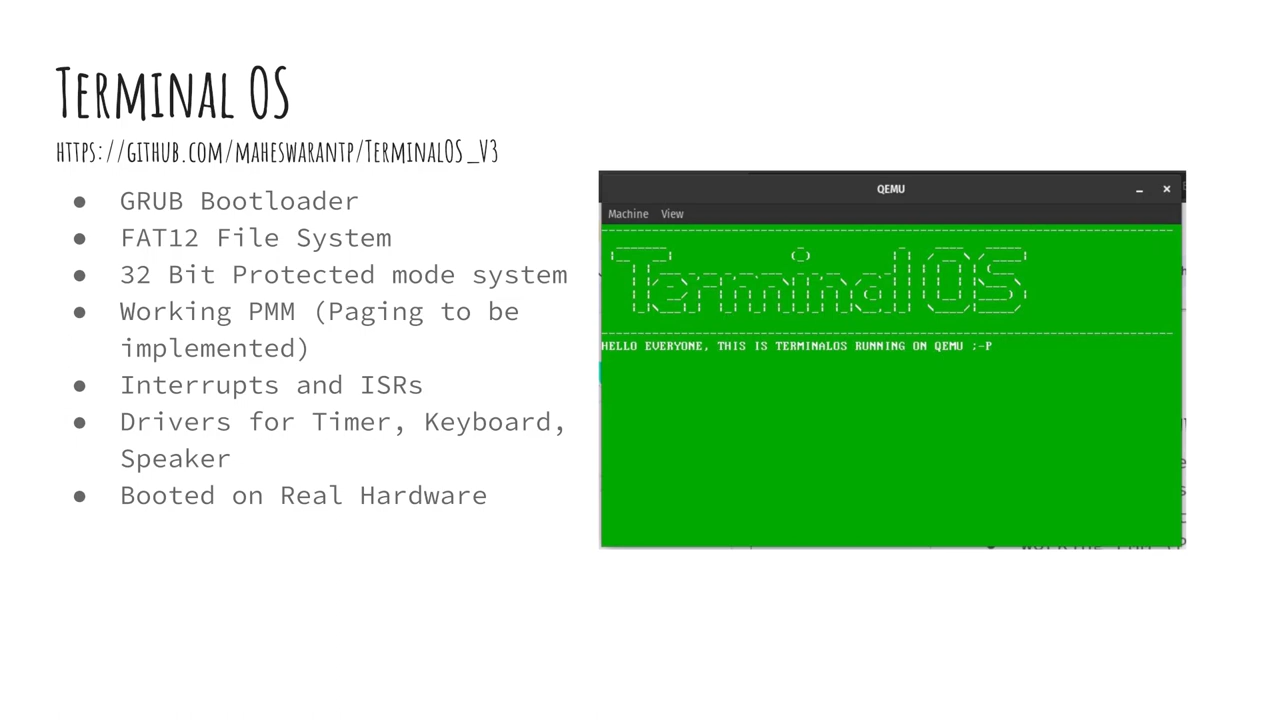 Terminal OS
https://github.com/maheswarantp/TerminalOS_V3
● GRUB Bootloader
● FAT12 File System
● 32 Bit Protected mode system
● Working PMM (Paging to be
implemented)
● Interrupts and ISRs
● Drivers for Timer, Keyboard,
Speaker
● Booted on Real Hardware
QEMU
Machine View
TerminalOS
HELLO EVERYONE, THIS IS TERMINALOS RUNNING ON QEMU ;-P